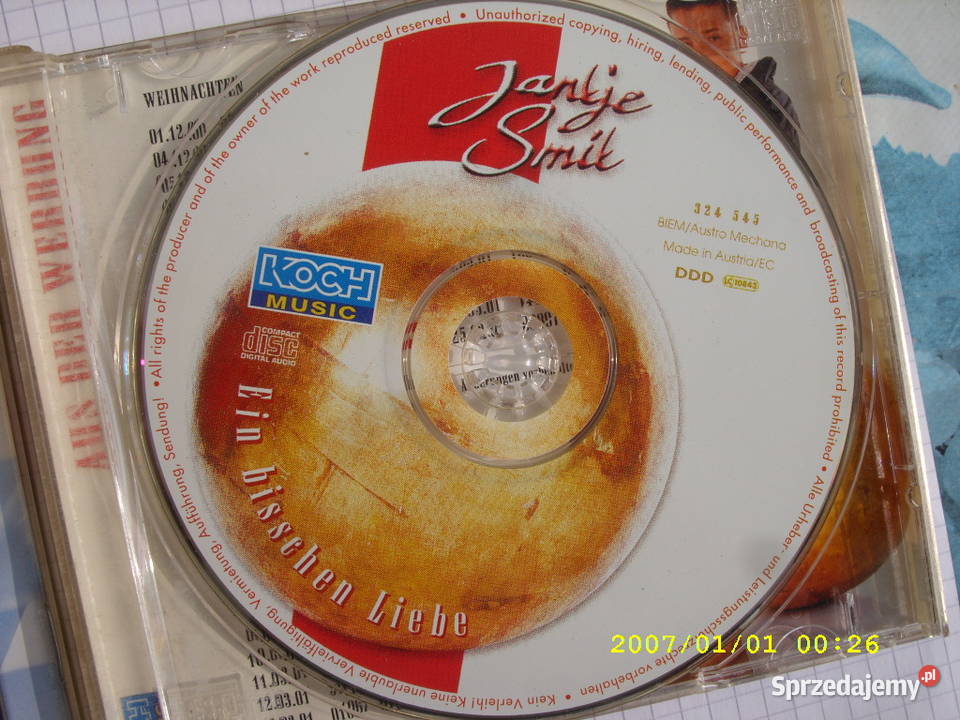 Jantje
Smit
324 545
BIEM/Austro Mechana
Made in Austria/EC
DDD LC 10843
KOCH
MUSIC
COMPACT
disc
DIGITAL AUDIO
Ein bisschen Liebe
•All rights of the producer and of the owner of the work reproduced reserved • Unauthorized copying, hiring, lending, public performance and broadcasting of this record prohibited • Alle Urheber- und Leistungsschutzrechte vorbehalten • Kein Verleih! Keine unerlaubte Vervielfältigung, Vermietung, Aufführung, Sendung!
AUS DER WERBUNG
WEIHNACHTEN
01.12.00
11.03.01
12.03.01
2007/01/01 00:26
Sprzedajemy.pl